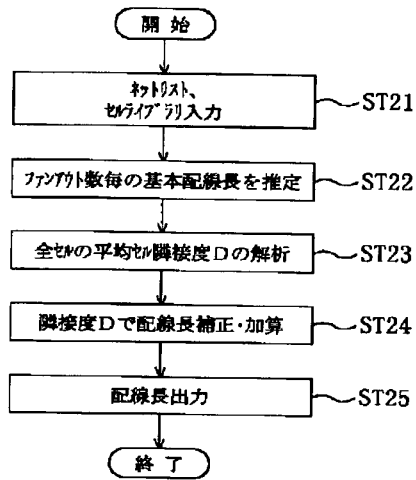 開始
ネットリスト、
セルライブラリ入力
ST21
ファンアウト数毎の基本配線長を推定
ST22
全セルの平均セル隣接度Dの解析
ST23
隣接度Dで配線長補正・加算
ST24
配線長出力
ST25
終了